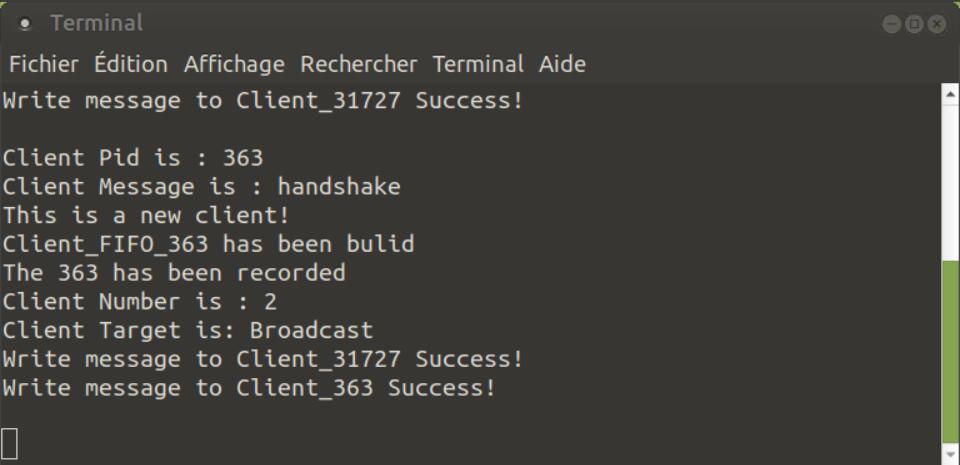 Terminal
Fichier Édition Affichage Rechercher Terminal Aide
Write message to Client_31727 Success!
Client Pid is : 363
Client Message is : handshake
This is a new client!
Client_FIFO_363 has been bulid
The 363 has been recorded
Client Number is : 2
Client Target is: Broadcast
Write message to Client_31727 Success!
Write message to Client_363 Success!